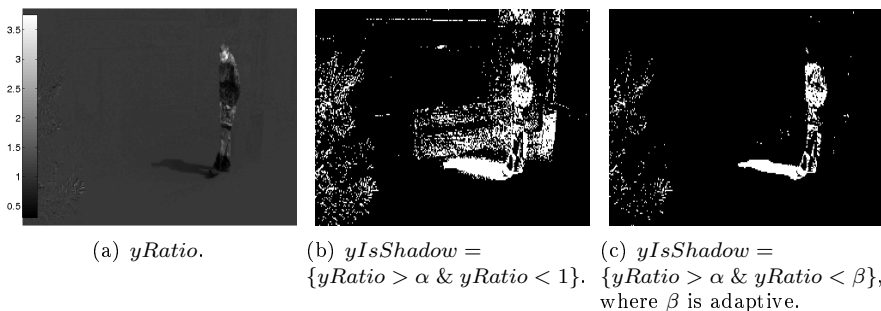 3.5
3
2.5
2
1.5
1
0.5
(a) yRatio.
(b) yIsShadow =
{yRatio > α & yRatio < 1}.
(c) yIsShadow =
{yRatio > α & yRatio < β},
where β is adaptive.